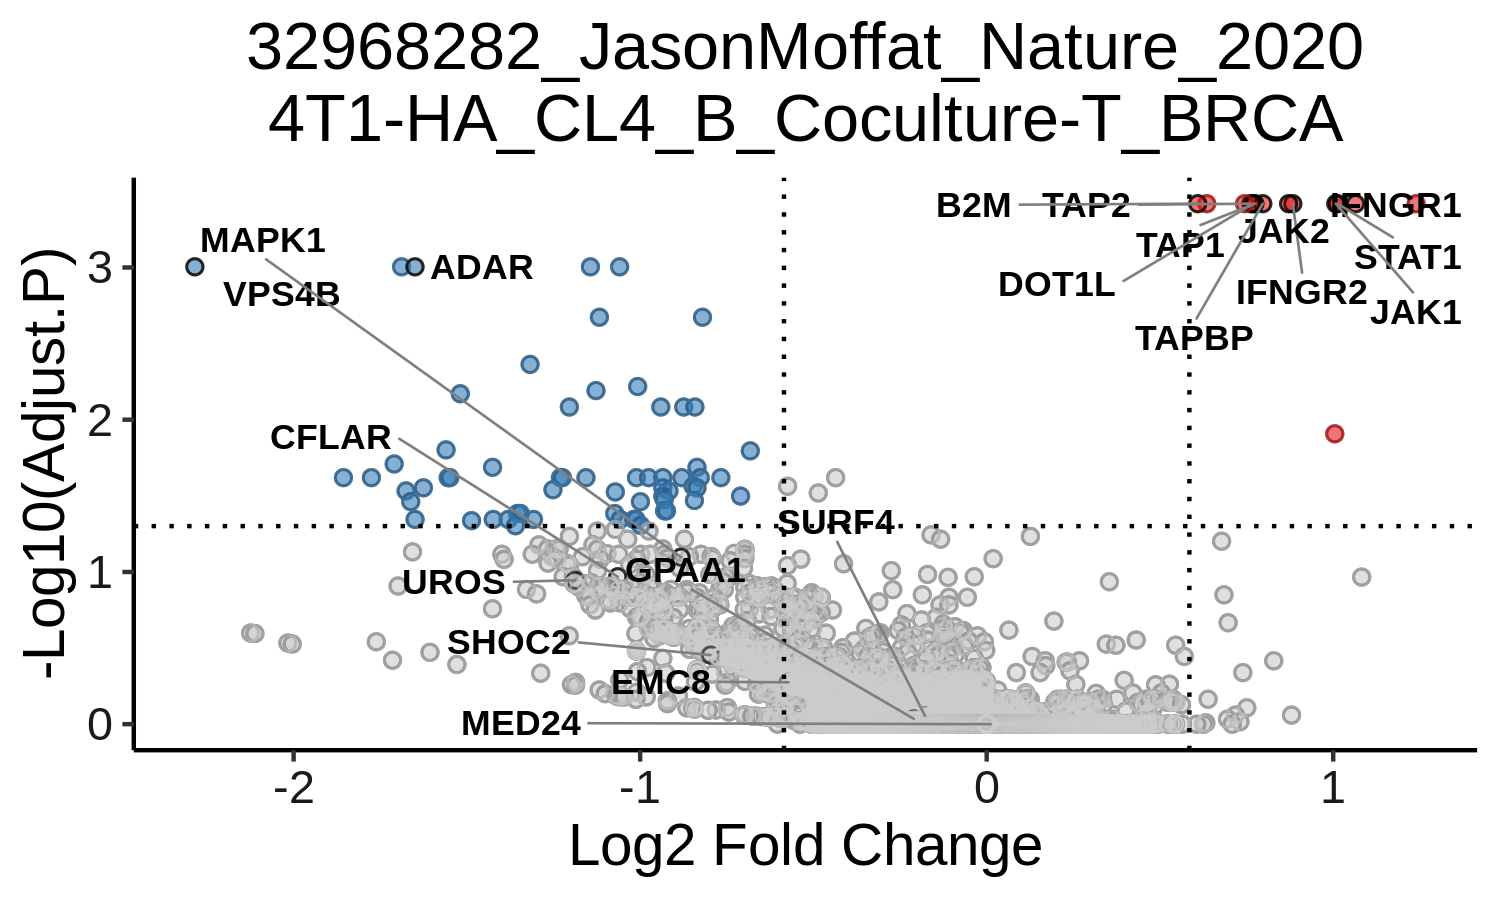 32968282_JasonMoffat_Nature_2020
4T1-HA_CL4_B_Coculture-T_BRCA
-Log10(Adjust.P)
3
2
1
0
B2M
TAP2
IFNGR1
TAP1
JAK2
STAT1
DOT1L
IFNGR2
JAK1
TAPBP
MAPK1
ADAR
VPS4B
CFLAR
SURF4
UROS
GPAA1
SHOC2
EMC8
MED24
-2
-1
0
1
Log2 Fold Change